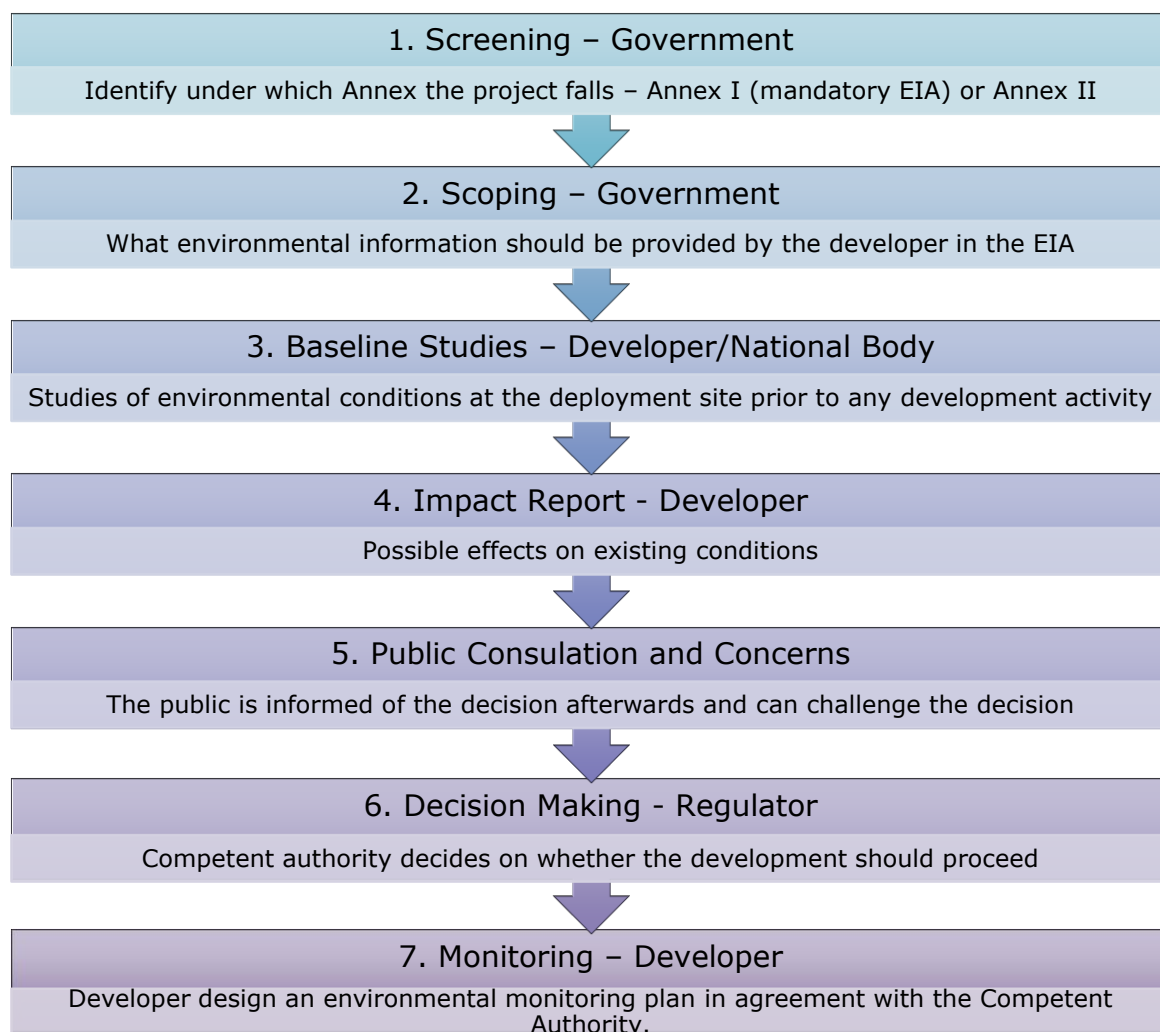 1. Screening – Government
Identify under which Annex the project falls – Annex I (mandatory EIA) or Annex II
2. Scoping – Government
What environmental information should be provided by the developer in the EIA
3. Baseline Studies – Developer/National Body
Studies of environmental conditions at the deployment site prior to any development activity
4. Impact Report - Developer
Possible effects on existing conditions
5. Public Consulation and Concerns
The public is informed of the decision afterwards and can challenge the decision
6. Decision Making - Regulator
Competent authority decides on whether the development should proceed
7. Monitoring – Developer
Developer design an environmental monitoring plan in agreement with the Competent
Authority.